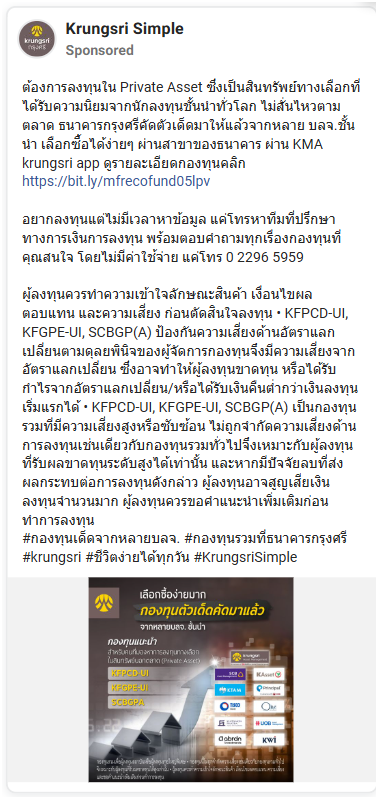 Krungsri Simple
Sponsored
krungsri
กรุงศรี
ต้องการลงทุนใน Private Asset ซึ่งเป็นสินทรัพย์ทางเลือกที่
ได้รับความนิยมจากนักลงทุนชั้นนำทั่วโลก ไม่สั่นไหวตาม
ตลาด ธนาคารกรุงศรีคัดตัวเด็ดมาให้แล้วจากหลาย บลจ.ชั้น
นำ เลือกซื้อได้ง่ายๆ ผ่านสาขาของธนาคาร ผ่าน KMA
krungsri app ดูรายละเอียดกองทุนคลิก
https://bit.ly/mfrecofund05lpv
อยากลงทุนแต่ไม่มีเวลาหาข้อมูล แค่โทรหาทีมที่ปรึกษา
ทางการเงินการลงทุน พร้อมตอบคำถามทุกเรื่องกองทุนที่
คุณสนใจ โดยไม่มีค่าใช้จ่าย แค่โทร 0 2296 5959
ผู้ลงทุนควรทำความเข้าใจลักษณะสินค้า เงื่อนไขผล
ตอบแทน และความเสี่ยง ก่อนตัดสินใจลงทุน • KFPCD-UI,
KFGPE-UI, SCBGP(A) ป้องกันความเสี่ยงด้านอัตราแลก
เปลี่ยนตามดุลยพินิจของผู้จัดการกองทุนจึงมีความเสี่ยงจาก
อัตราแลกเปลี่ยน ซึ่งอาจทำให้ผู้ลงทุนขาดทุน หรือได้รับ
กำไรจากอัตราแลกเปลี่ยน/หรือได้รับเงินคืนต่ำกว่าเงินลงทุน
เริ่มแรกได้ • KFPCD-UI, KFGPE-UI, SCBGP(A) เป็นกองทุน
รวมที่มีความเสี่ยงสูงหรือซับซ้อน ไม่ถูกจำกัดความเสี่ยงด้าน
การลงทุนเช่นเดียวกับกองทุนรวมทั่วไปจึงเหมาะกับผู้ลงทุน
ที่รับผลขาดทุนระดับสูงได้เท่านั้น และหากมีปัจจัยลบที่ส่ง
ผลกระทบต่อการลงทุนดังกล่าว ผู้ลงทุนอาจสูญเสียเงิน
ลงทุนจำนวนมาก ผู้ลงทุนควรขอคำแนะนำเพิ่มเติมก่อน
ทำการลงทุน
#กองทุนเด็ดจากหลายบลจ. #กองทุนรวมที่ธนาคารกรุงศรี
#krungsri #ชีวิตง่ายได้ทุกวัน #KrungsriSimple
เลือกซื้อง่ายมาก
กองทุนตัวเด็ดคัดมาแล้ว
จากหลายบลจ. ชั้นนำ
กองทุนแนะนำ
สำหรับคนที่มองหาการลงทุนทางเลือก
ในสินทรัพย์นอกตลาด (Private Asset)
KFPCD-UI
KFGPE-UI
SCBGPA
krungsri
KAsset
KTAM
Principal
TISCO
UOB
abrdn
KWI